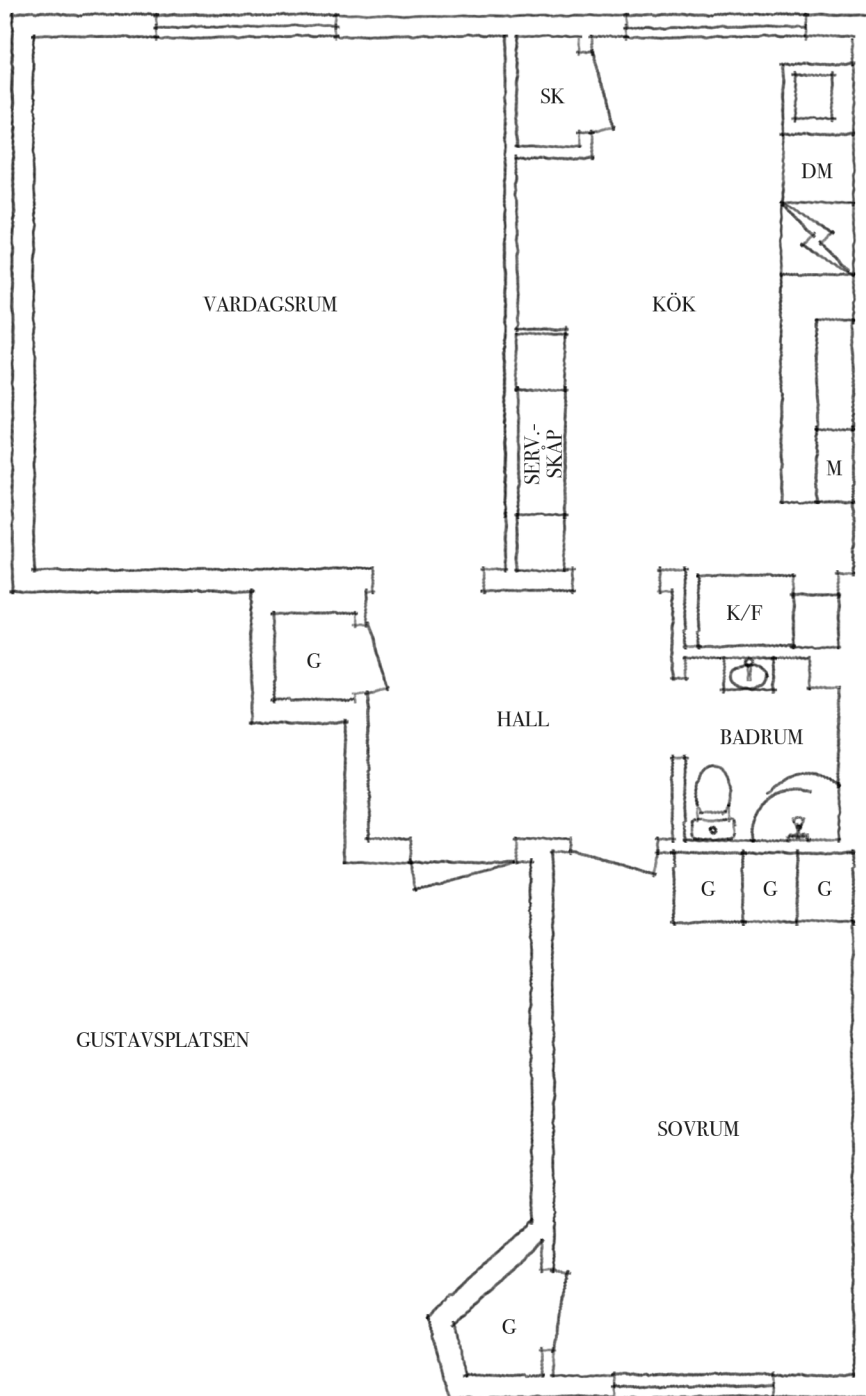 SK
DM
VARDAGSRUM
KÖK
SERV.-
SKÅP
M
K/F
G
HALL
BADRUM
G
G
G
GUSTAVSPLATSEN
SOVRUM
G